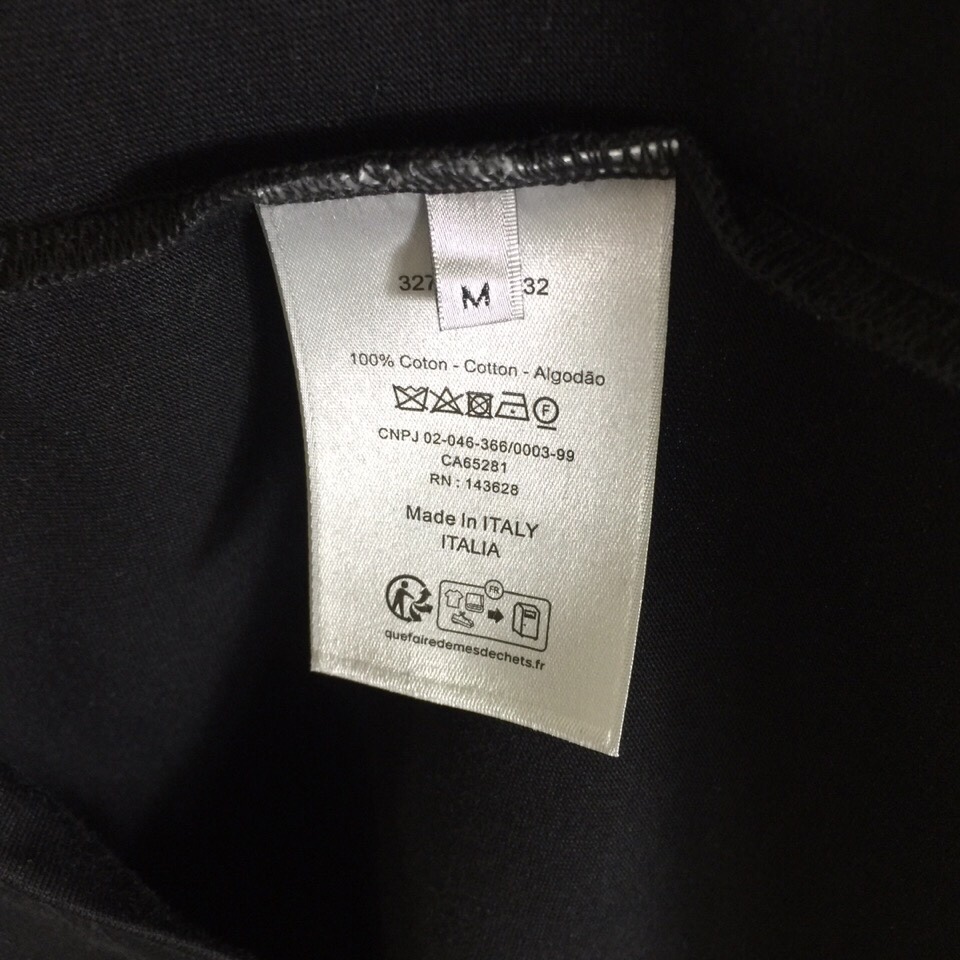 327 32
M
100% Coton - Cotton - Algodão
F
CNPJ 02-046-366/0003-99
CA65281
RN : 143628
Made In ITALY
ITALIA
FR
quefairedemesdechets.fr